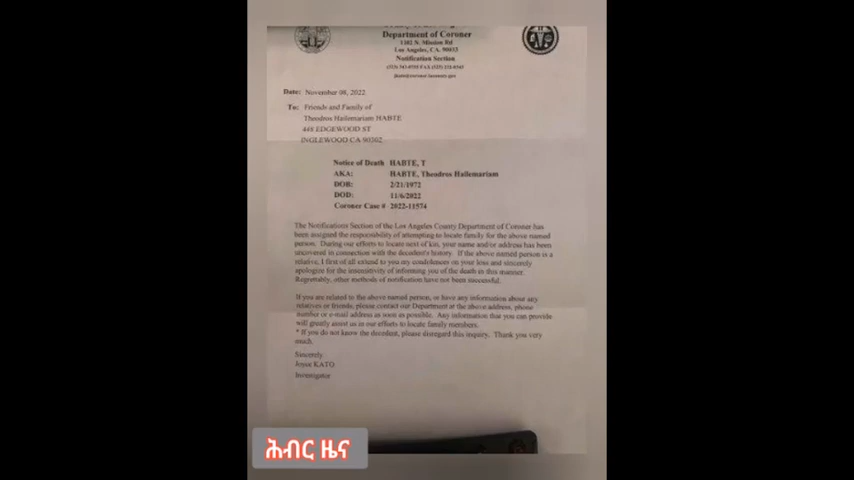 Department of Coroner
1102 N. Mission Rd
Los Angeles, CA. 90033
Notification Section
Date: November 08, 2022
To: Friends and Family of
Theodros Hailemariam HABTE
448 EDGEWOOD ST
INGLEWOOD CA 90302
Notice of Death HABTE, T
AKA: HABTE, Theodros Hailemariam
DOB: 2/21/1972
DOD: 11/6/2022
Coroner Case # 2022-11574
The Notifications Section of the Los Angeles County Department of Coroner has
been assigned the responsibility of attempting to locate family for the above named
person. During our efforts to locate next of kin, your name and/or address has been
uncovered in connection with the decedent's history. If the above named person is a
relative, I first of all extend to you my condolences on your loss and sincerely
apologize for the insensitivity of informing you of the death in this manner.
Regrettably, other methods of notification have not been successful.
If you are related to the above named person, or have any information about any
relatives or friends, please contact our Department at the above address, phone
number or e-mail address as soon as possible. Any information that you can provide
will greatly assist us in our efforts to locate family members.
* If you do not know the decedent, please disregard this inquiry. Thank you very
much.
Sincerely
Joyce KATO
Investigator
ሕብር ዜና